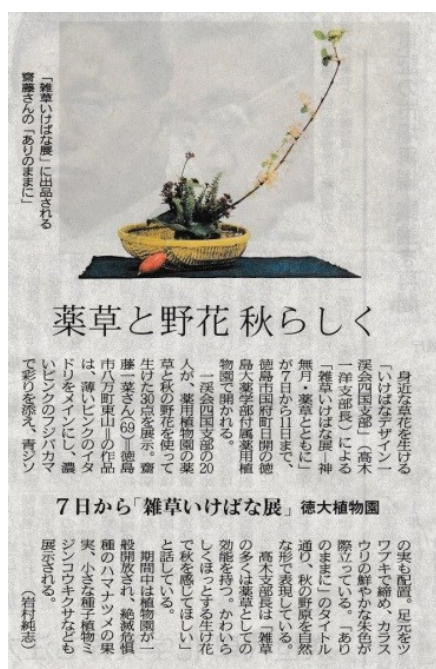 「雑草いけばな展」に出品される
齋藤さんの「ありのままに」
薬草と野花 秋らしく
身近な草花を生ける
「いけばなデザイン一
渓会四国支部」（高木
一洋支部長）による
「雑草いけばな展―神
無月・薬草とともに」
が7日から11日まで、
徳島市国府町日開の徳
島大薬学部付属薬用植
物園で開かれる。
一渓会四国支部の20
人が、薬用植物園の薬
草と秋の野花を使って
生けた30点を展示。齋
藤一菜さん(69)＝徳島
市八万町東山＝の作品
は、薄いピンクのイタ
ドリをメインにし、濃
いピンクのフジバカマ
で彩りを添え、青ジソ
7日から「雑草いけばな展」 徳大植物園
の実も配置。足元をツ
ワブキで締め、カラス
ウリの鮮やかな朱色が
際立っている。「あり
のままに」のタイトル
通り、秋の野原を自然
な形で表現している。
高木支部長は「雑草
の多くは薬草としての
効能を持つ。かわいら
しくほっとする生け花
で秋を感じてほしい」
と話している。
期間中は植物園が一
般開放され、絶滅危惧
種のハマナツメの果
実、小さな種子植物ミ
ジンコウキクサなども
展示される。
（岩村純志）